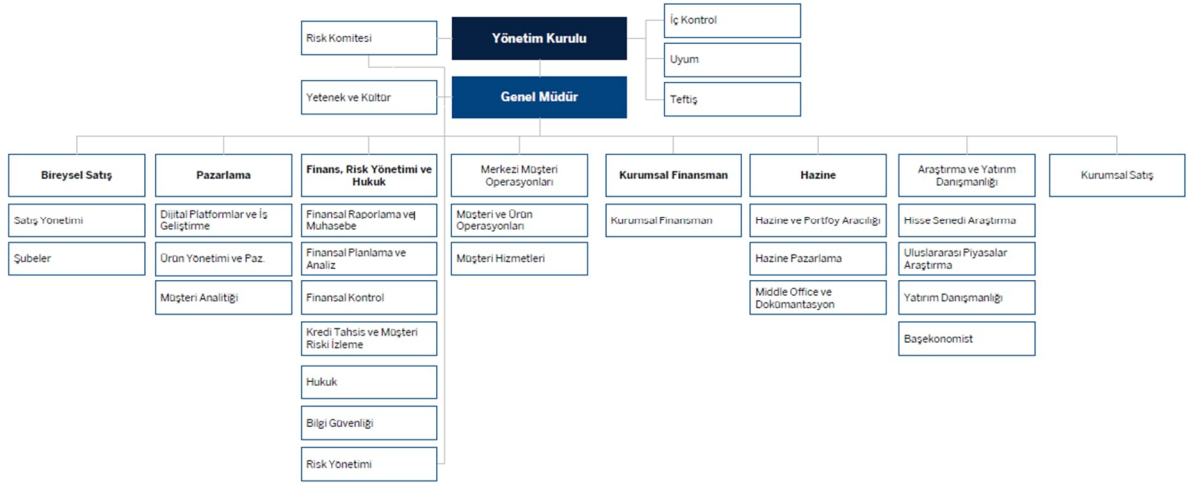 Risk Komitesi
Yönetim Kurulu
İç Kontrol
Uyum
Teftiş
Yetenek ve Kültür
Genel Müdür
Bireysel Satış
Satış Yönetimi
Şubeler
Pazarlama
Dijital Platformlar ve İş
Geliştirme
Ürün Yönetimi ve Paz.
Müşteri Analitiği
Finans, Risk Yönetimi ve
Hukuk
Finansal Raporlama ve
Muhasebe
Finansal Planlama ve
Analiz
Finansal Kontrol
Kredi Tahsis ve Müşteri
Riski İzleme
Hukuk
Bilgi Güvenliği
Risk Yönetimi
Merkezi Müşteri
Operasyonları
Müşteri ve Ürün
Operasyonları
Müşteri Hizmetleri
Kurumsal Finansman
Kurumsal Finansman
Hazine
Hazine ve Portföy Aracılığı
Hazine Pazarlama
Middle Office ve
Dokümantasyon
Araştırma ve Yatırım
Danışmanlığı
Hisse Senedi Araştırma
Uluslararası Piyasalar
Araştırma
Yatırım Danışmanlığı
Başekonomist
Kurumsal Satış